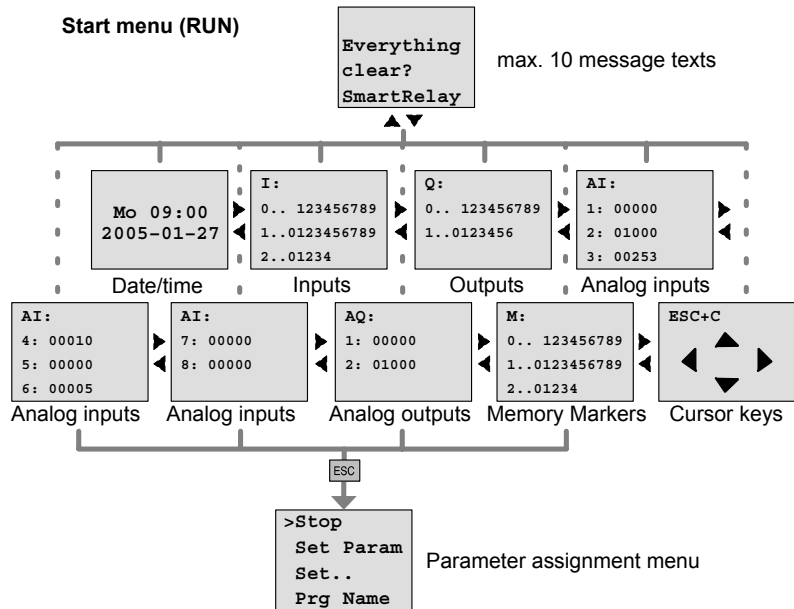 Start menu (RUN)
Everything
clear?
SmartRelay
max. 10 message texts
Mo 09:00
2005-01-27
Date/time
I:
0.. 123456789
1..0123456789
2..01234
Inputs
Q:
0.. 123456789
1..0123456
Outputs
AI:
1: 00000
2: 01000
3: 00253
Analog inputs
AI:
4: 00010
5: 00000
6: 00005
Analog inputs
AI:
7: 00000
8: 00000
Analog inputs
AQ:
1: 00000
2: 01000
Analog outputs
M:
0.. 123456789
1..0123456789
2..01234
Memory Markers
ESC+C
Cursor keys
ESC
>Stop
Set Param
Set..
Prg Name
Parameter assignment menu